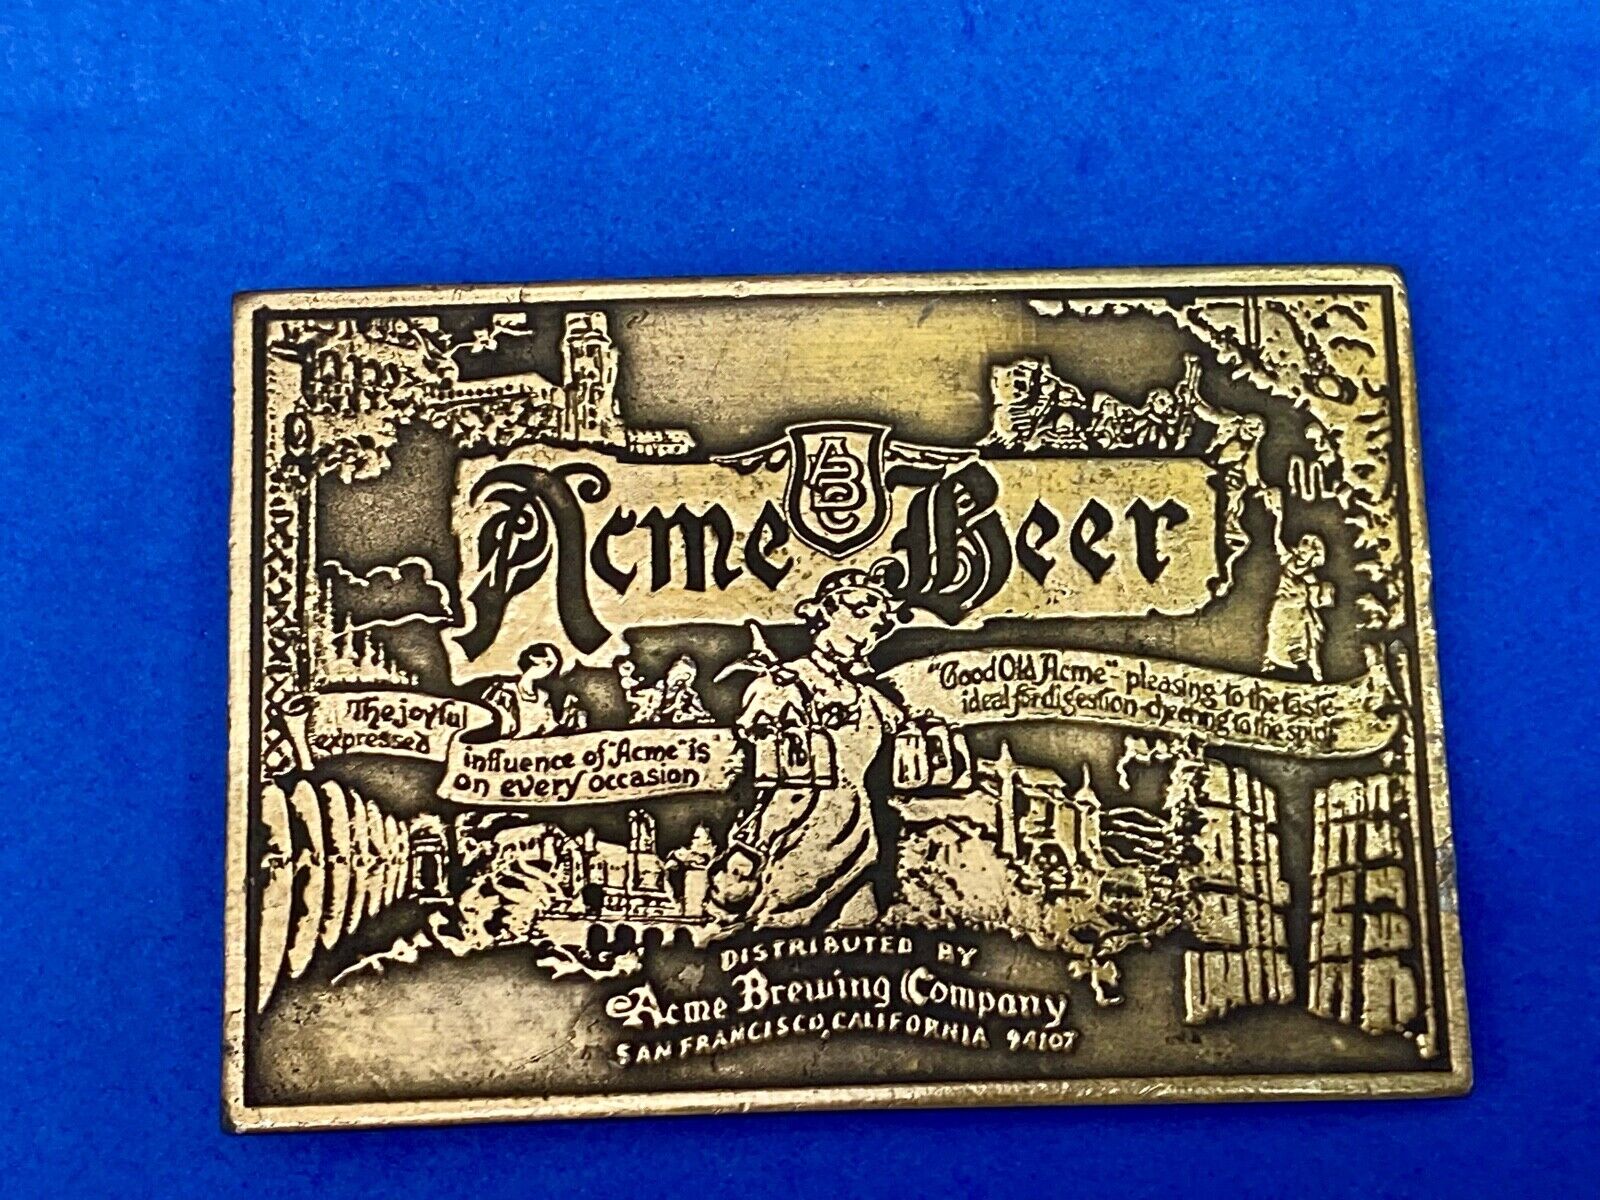 Acme Beer
ABC
The joyful
expressed
influence of "Acme" is
on every occasion
"Good Old Acme" - pleasing to the taste -
ideal for digestion - cheering to the spirit
DISTRIBUTED BY
Acme Brewing Company
SAN FRANCISCO, CALIFORNIA 94107